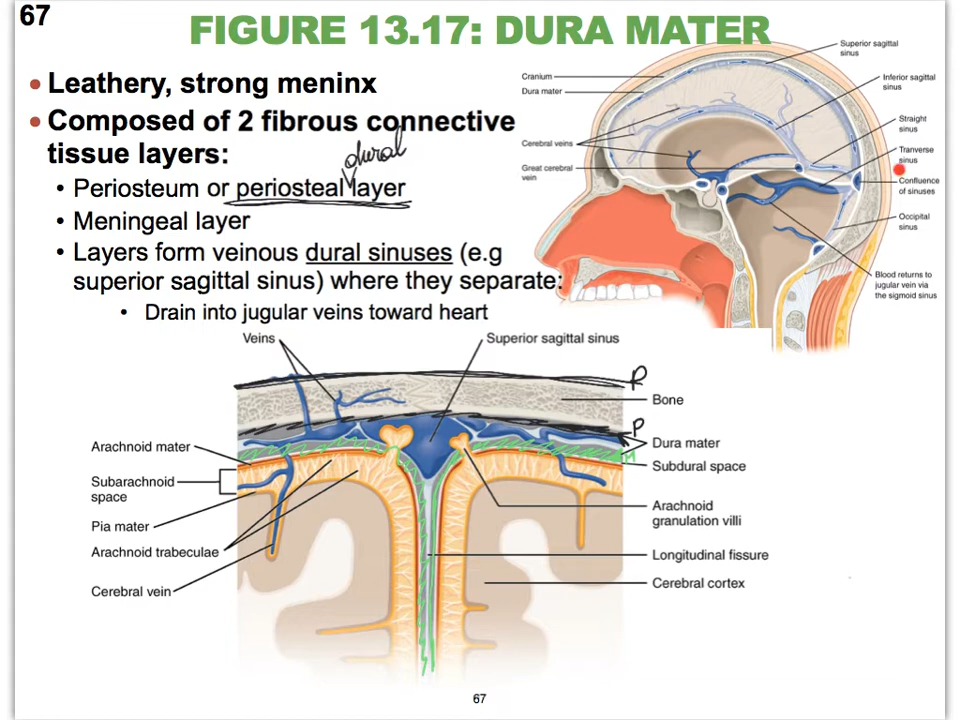 67
FIGURE 13.17: DURA MATER
• Leathery, strong meninx
• Composed of 2 fibrous connective
tissue layers:
dural
• Periosteum or periosteal layer
• Meningeal layer
• Layers form veinous dural sinuses (e.g
superior sagittal sinus) where they separate:
• Drain into jugular veins toward heart
Superior sagittal
sinus
Cranium
Dura mater
Inferior sagittal
sinus
Straight
sinus
Cerebral veins
Tranverse
sinus
Great cerebral
vein
Confluence
of sinuses
Occipital
sinus
Blood returns to
jugular vein via
the sigmoid sinus
Veins
Superior sagittal sinus
P
Bone
P
Dura mater
M
Subdural space
Arachnoid mater
Subarachnoid
space
Pia mater
Arachnoid trabeculae
Cerebral vein
Arachnoid
granulation villi
Longitudinal fissure
Cerebral cortex
67